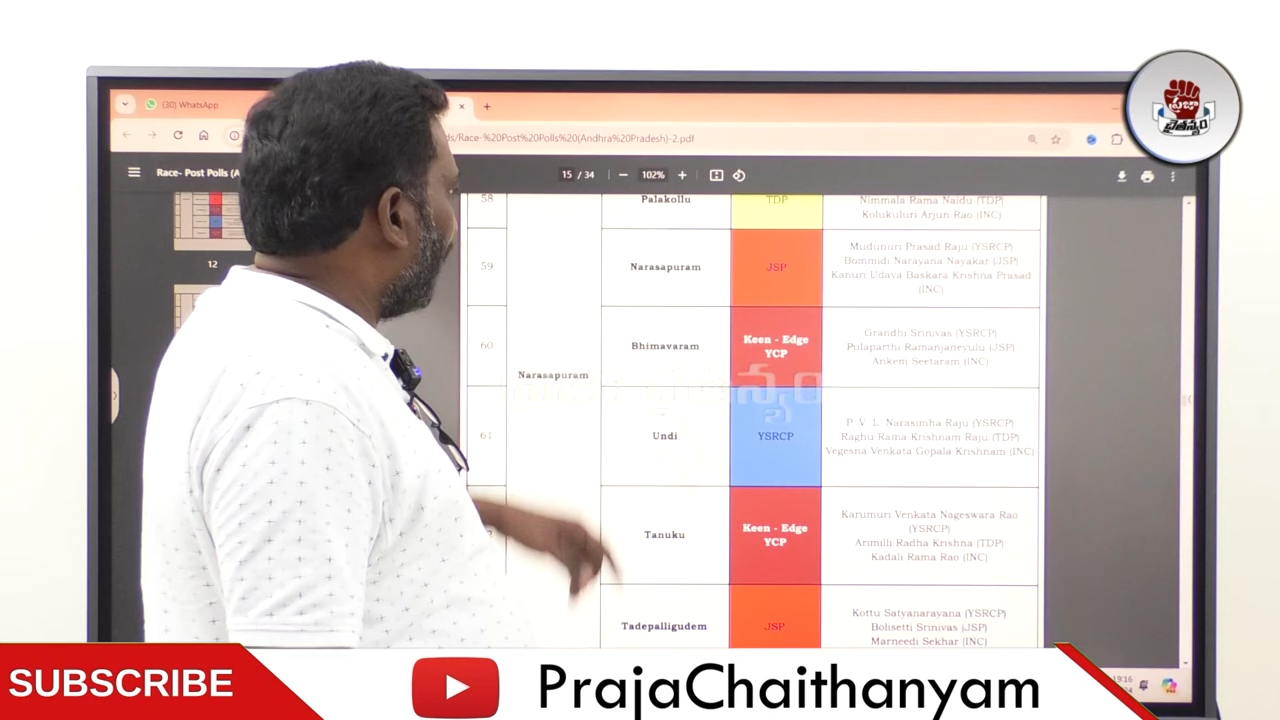 (30) WhatsApp
ds/Race-%20Post%20Polls%20(Andhra%20Pradesh)-2.pdf
Race- Post Polls (A
15 / 34
102%
12
58
Palakollu
TDP
Nimmala Rama Naidu (TDP)
Kolukuluri Arjun Rao (INC)
59
Narasapuram
JSP
Mudunuri Prasad Raju (YSRCP)
Bommidi Narayana Nayakar (JSP)
Kanuri Udaya Baskara Krishna Prasad
(INC)
60
Bhimavaram
Keen - Edge
YCP
Grandhi Srinivas (YSRCP)
Pulaparthi Ramanjaneyulu (JSP)
Ankem Seetaram (INC)
Narasapuram
61
Undi
YSRCP
P V L Narasimha Raju (YSRCP)
Raghu Rama Krishnam Raju (TDP)
Vegesna Venkata Gopala Krishnam (INC)
Tanuku
Keen - Edge
YCP
Karumuri Venkata Nageswara Rao
(YSRCP)
Arimilli Radha Krishna (TDP)
Kadali Rama Rao (INC)
Tadepalligudem
JSP
Kottu Satyanarayana (YSRCP)
Bolisetti Srinivas (JSP)
Marneedi Sekhar (INC)
ప్రజా
చైతన్యం
19:16
SUBSCRIBE
PrajaChaithanyam